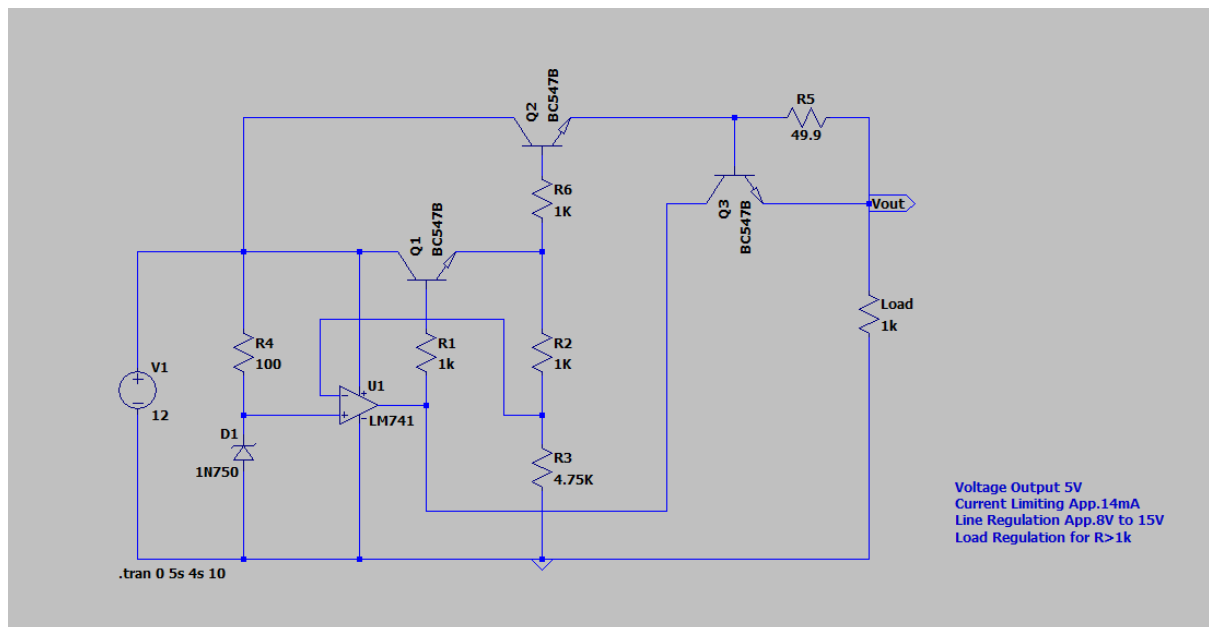 Q2
BC547B
R5
49.9
R6
1K
Q3
BC547B
Vout
Q1
BC547B
Load
1k
R4
100
R1
1k
R2
1K
V1
12
U1
LM741
D1
1N750
R3
4.75K
Voltage Output 5V
Current Limiting App.14mA
Line Regulation App.8V to 15V
Load Regulation for R>1k
.tran 0 5s 4s 10